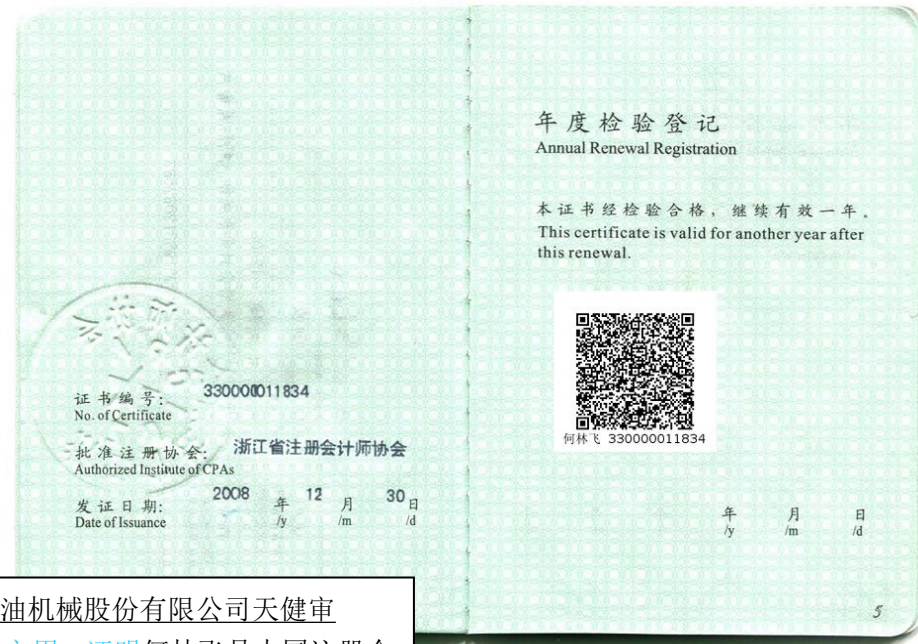 证书编号: 330000011834
No. of Certificate
批准注册协会: 浙江省注册会计师协会
Authorized Institute of CPAs
发证日期: 2008 年 12 月 30 日
Date of Issuance /y /m /d
年度检验登记
Annual Renewal Registration
本证书经检验合格，继续有效一年。
This certificate is valid for another year after
this renewal.
何林飞 330000011834
年 月 日
/y /m /d
5
油机械股份有限公司天健审